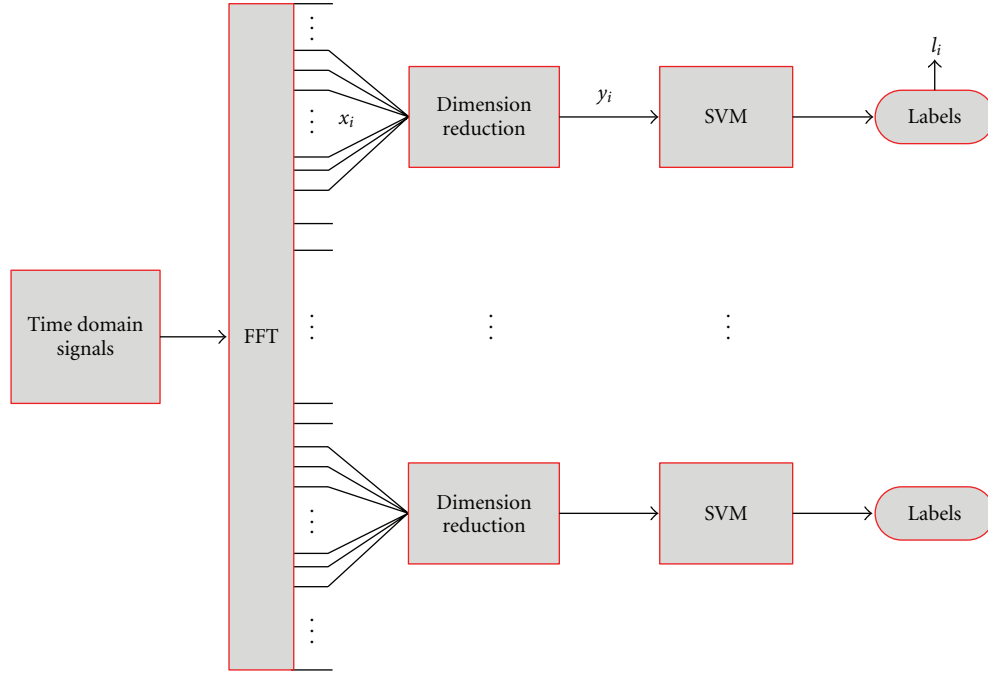 l_i
x_i
Dimension
reduction
y_i
SVM
Labels
Time domain
signals
FFT
Dimension
reduction
SVM
Labels